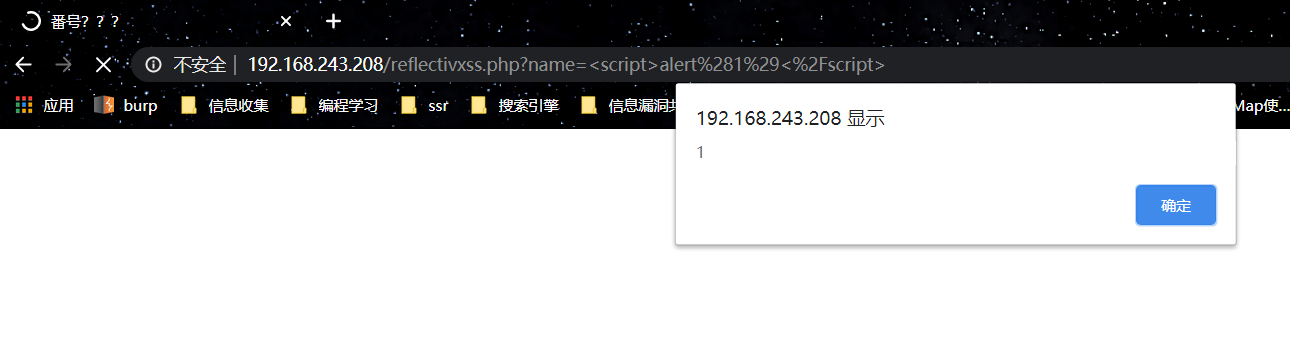 番号？？？
不安全 | 192.168.243.208/reflectivxss.php?name=<script>alert%281%29<%2Fscript>
应用 burp 信息收集 编程学习 ssr 搜索引擎 信息漏洞 Map使...
192.168.243.208 显示
1
确定